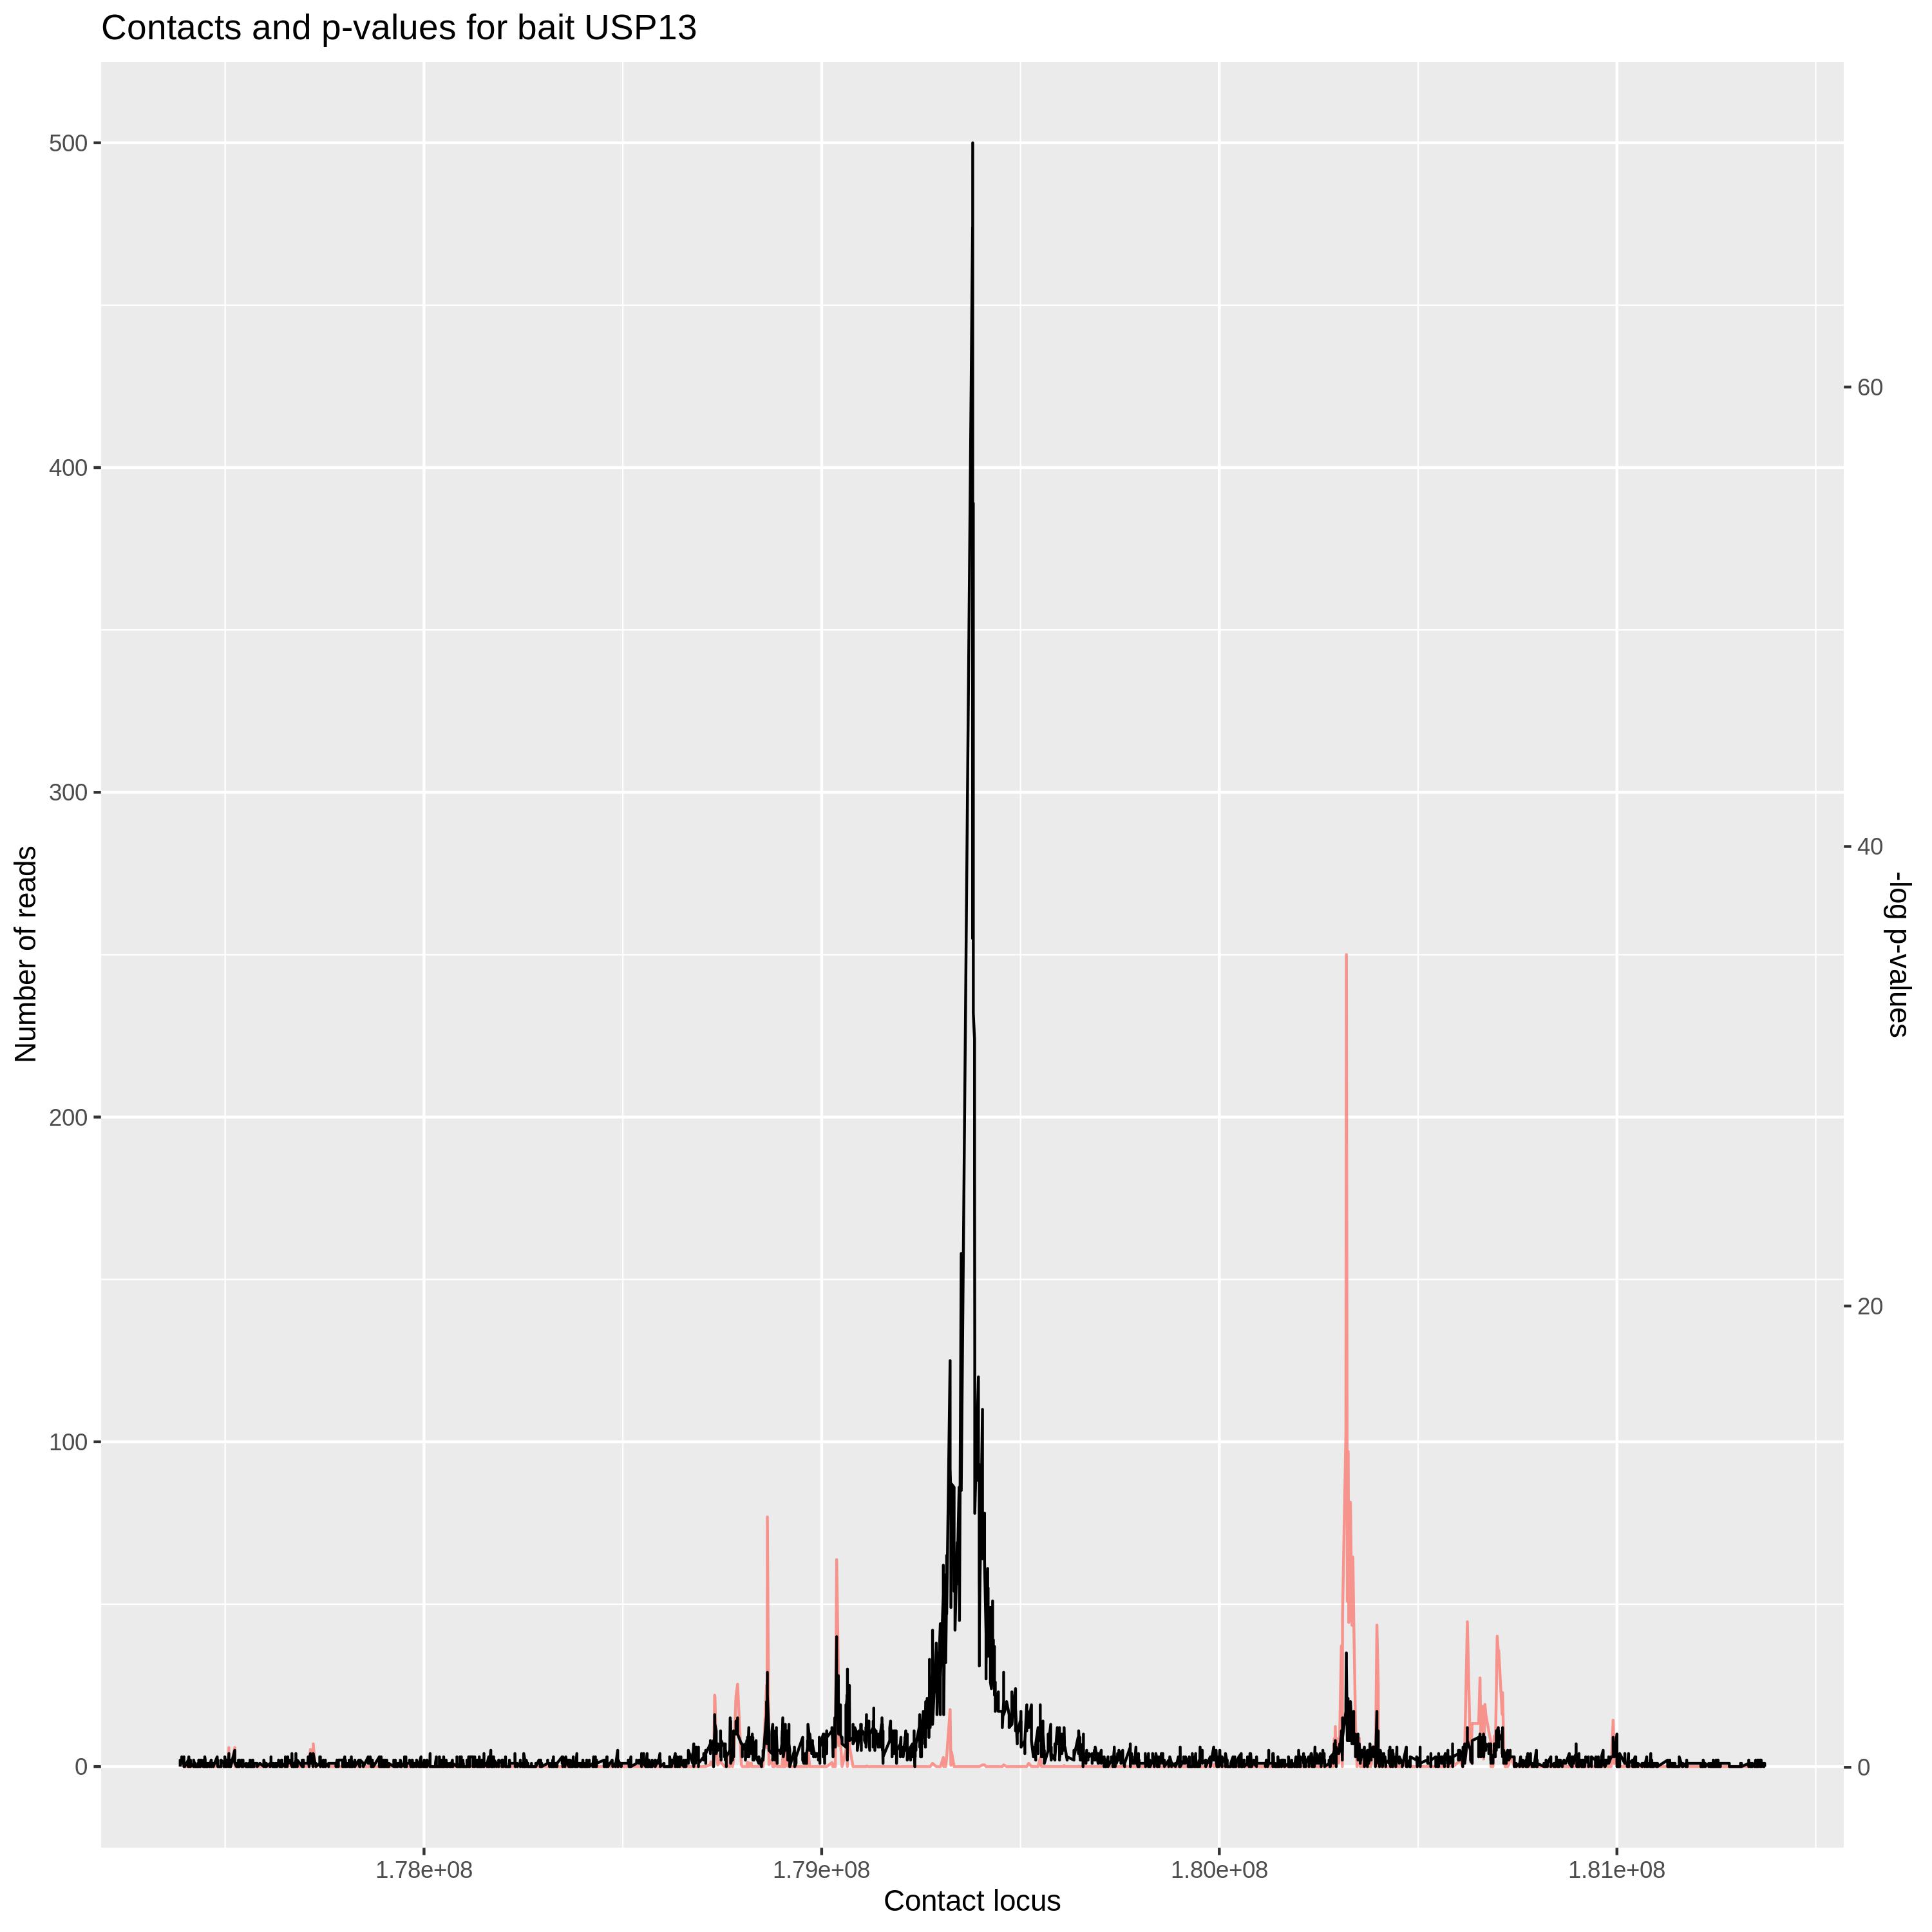 Contacts and p-values for bait USP13
500
400
300
200
100
0
Number of reads
60
40
20
0
-log p-values
1.78e+08
1.79e+08
1.80e+08
1.81e+08
Contact locus